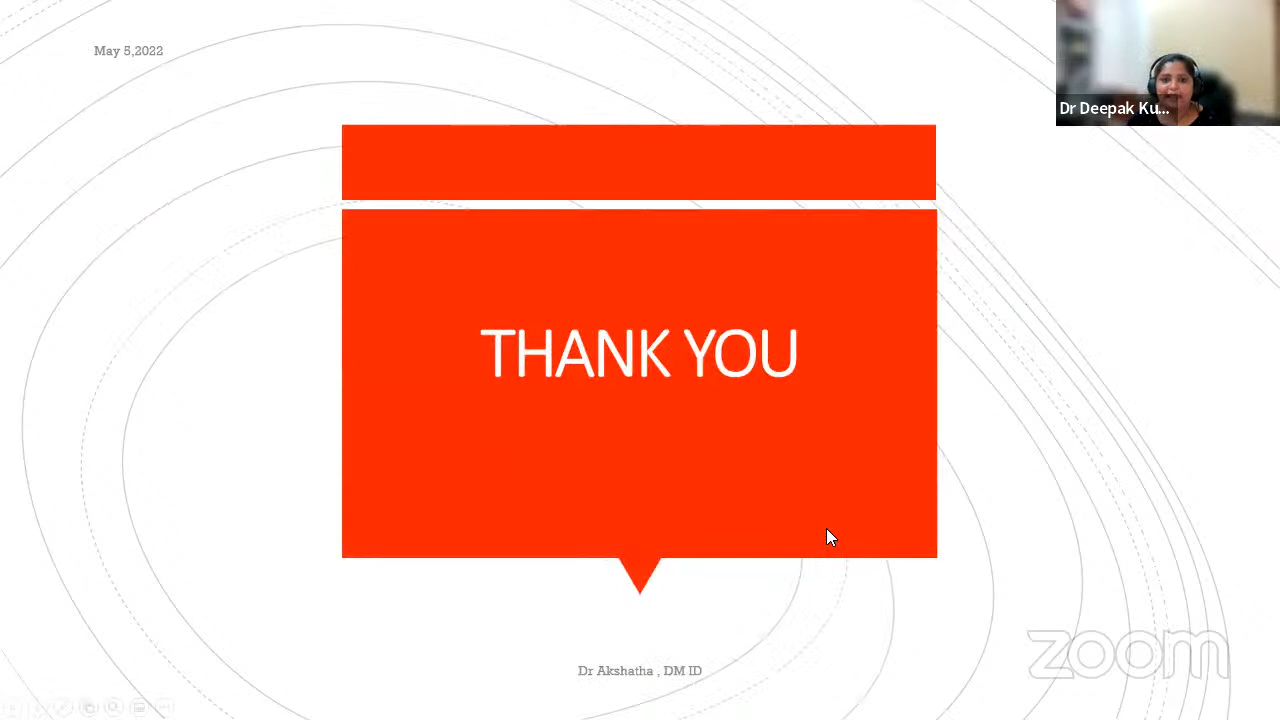 May 5,2022
Dr Deepak Ku...
THANK YOU
Dr Akshatha , DM ID
zoom